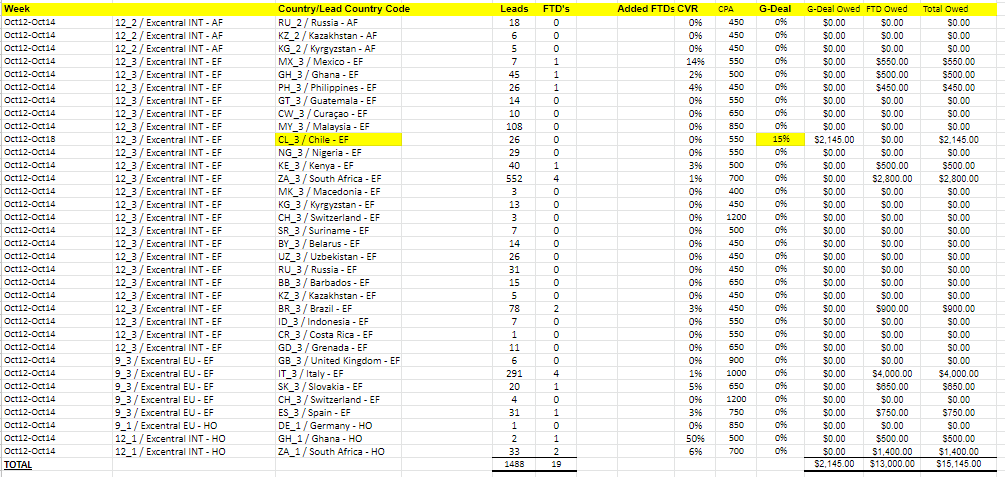 Week Country/Lead Country Code Leads FTD's Added FTDs CVR CPA G-Deal G-Deal Owed FTD Owed Total Owed
Oct12-Oct14 12_2 / Excentral INT - AF RU_2 / Russia - AF 18 0 0% 450 0% $0.00 $0.00 $0.00
Oct12-Oct14 12_2 / Excentral INT - AF KZ_2 / Kazakhstan - AF 6 0 0% 450 0% $0.00 $0.00 $0.00
Oct12-Oct14 12_2 / Excentral INT - AF KG_2 / Kyrgyzstan - AF 5 0 0% 450 0% $0.00 $0.00 $0.00
Oct12-Oct14 12_3 / Excentral INT - EF MX_3 / Mexico - EF 7 1 14% 550 0% $0.00 $550.00 $550.00
Oct12-Oct14 12_3 / Excentral INT - EF GH_3 / Ghana - EF 45 1 2% 500 0% $0.00 $500.00 $500.00
Oct12-Oct14 12_3 / Excentral INT - EF PH_3 / Philippines - EF 26 1 4% 450 0% $0.00 $450.00 $450.00
Oct12-Oct14 12_3 / Excentral INT - EF GT_3 / Guatemala - EF 14 0 0% 550 0% $0.00 $0.00 $0.00
Oct12-Oct14 12_3 / Excentral INT - EF CW_3 / Curaçao - EF 10 0 0% 650 0% $0.00 $0.00 $0.00
Oct12-Oct14 12_3 / Excentral INT - EF MY_3 / Malaysia - EF 108 0 0% 850 0% $0.00 $0.00 $0.00
Oct12-Oct18 12_3 / Excentral INT - EF CL_3 / Chile - EF 26 0 0% 550 15% $2,145.00 $0.00 $2,145.00
Oct12-Oct14 12_3 / Excentral INT - EF NG_3 / Nigeria - EF 29 0 0% 550 0% $0.00 $0.00 $0.00
Oct12-Oct14 12_3 / Excentral INT - EF KE_3 / Kenya - EF 40 1 3% 500 0% $0.00 $500.00 $500.00
Oct12-Oct14 12_3 / Excentral INT - EF ZA_3 / South Africa - EF 552 4 1% 700 0% $0.00 $2,800.00 $2,800.00
Oct12-Oct14 12_3 / Excentral INT - EF MK_3 / Macedonia - EF 3 0 0% 400 0% $0.00 $0.00 $0.00
Oct12-Oct14 12_3 / Excentral INT - EF KG_3 / Kyrgyzstan - EF 13 0 0% 450 0% $0.00 $0.00 $0.00
Oct12-Oct14 12_3 / Excentral INT - EF CH_3 / Switzerland - EF 3 0 0% 1200 0% $0.00 $0.00 $0.00
Oct12-Oct14 12_3 / Excentral INT - EF SR_3 / Suriname - EF 7 0 0% 500 0% $0.00 $0.00 $0.00
Oct12-Oct14 12_3 / Excentral INT - EF BY_3 / Belarus - EF 14 0 0% 450 0% $0.00 $0.00 $0.00
Oct12-Oct14 12_3 / Excentral INT - EF UZ_3 / Uzbekistan - EF 26 0 0% 450 0% $0.00 $0.00 $0.00
Oct12-Oct14 12_3 / Excentral INT - EF RU_3 / Russia - EF 31 0 0% 450 0% $0.00 $0.00 $0.00
Oct12-Oct14 12_3 / Excentral INT - EF BB_3 / Barbados - EF 15 0 0% 650 0% $0.00 $0.00 $0.00
Oct12-Oct14 12_3 / Excentral INT - EF KZ_3 / Kazakhstan - EF 5 0 0% 450 0% $0.00 $0.00 $0.00
Oct12-Oct14 12_3 / Excentral INT - EF BR_3 / Brazil - EF 78 2 3% 450 0% $0.00 $900.00 $900.00
Oct12-Oct14 12_3 / Excentral INT - EF ID_3 / Indonesia - EF 7 0 0% 550 0% $0.00 $0.00 $0.00
Oct12-Oct14 12_3 / Excentral INT - EF CR_3 / Costa Rica - EF 1 0 0% 550 0% $0.00 $0.00 $0.00
Oct12-Oct14 12_3 / Excentral INT - EF GD_3 / Grenada - EF 11 0 0% 650 0% $0.00 $0.00 $0.00
Oct12-Oct14 9_3 / Excentral EU - EF GB_3 / United Kingdom - EF 6 0 0% 900 0% $0.00 $0.00 $0.00
Oct12-Oct14 9_3 / Excentral EU - EF IT_3 / Italy - EF 291 4 1% 1000 0% $0.00 $4,000.00 $4,000.00
Oct12-Oct14 9_3 / Excentral EU - EF SK_3 / Slovakia - EF 20 1 5% 650 0% $0.00 $650.00 $650.00
Oct12-Oct14 9_3 / Excentral EU - EF CH_3 / Switzerland - EF 4 0 0% 1200 0% $0.00 $0.00 $0.00
Oct12-Oct14 9_3 / Excentral EU - EF ES_3 / Spain - EF 31 1 3% 750 0% $0.00 $750.00 $750.00
Oct12-Oct14 9_1 / Excentral EU - HO DE_1 / Germany - HO 1 0 0% 850 0% $0.00 $0.00 $0.00
Oct12-Oct14 12_1 / Excentral INT - HO GH_1 / Ghana - HO 2 1 50% 500 0% $0.00 $500.00 $500.00
Oct12-Oct14 12_1 / Excentral INT - HO ZA_1 / South Africa - HO 33 2 6% 700 0% $0.00 $1,400.00 $1,400.00
TOTAL 1488 19 $2,145.00 $13,000.00 $15,145.00